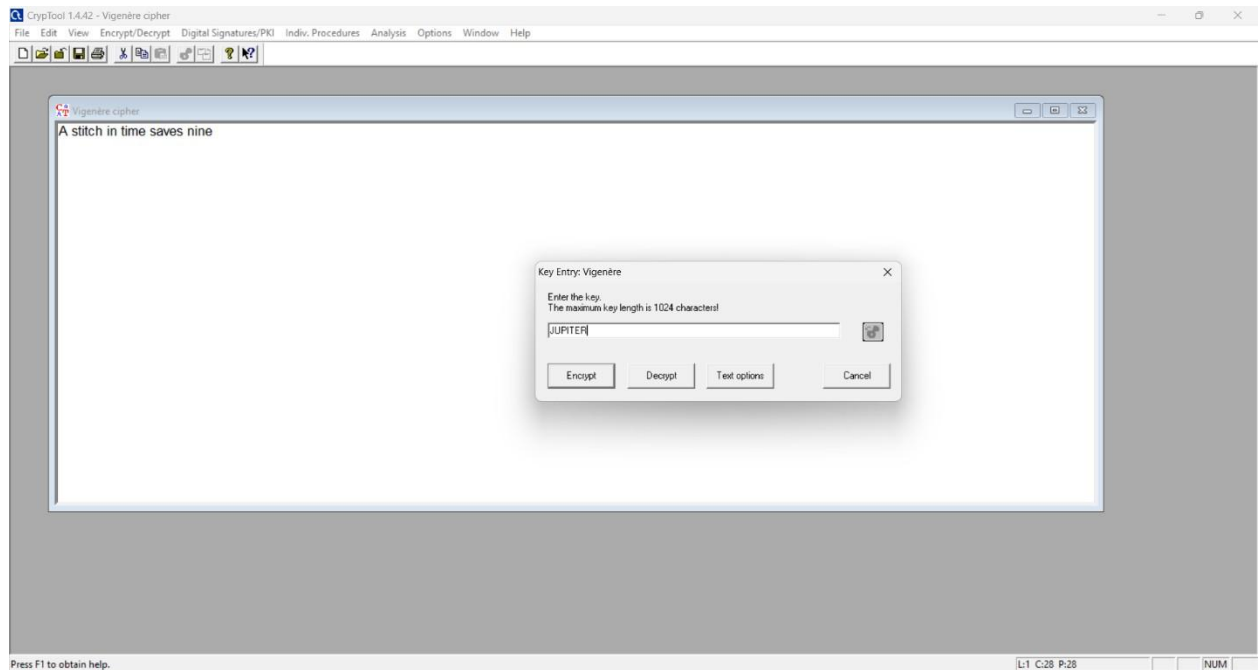 CrypTool 1.4.42 - Vigenère cipher
File Edit View Encrypt/Decrypt Digital Signatures/PKI Indiv. Procedures Analysis Options Window Help
Vigenère cipher
A stitch in time saves nine
Key Entry: Vigenère
Enter the key.
The maximum key length is 1024 characters!
JUPITER
Encrypt Decrypt Text options Cancel
Press F1 to obtain help. L:1 C:28 P:28 NUM